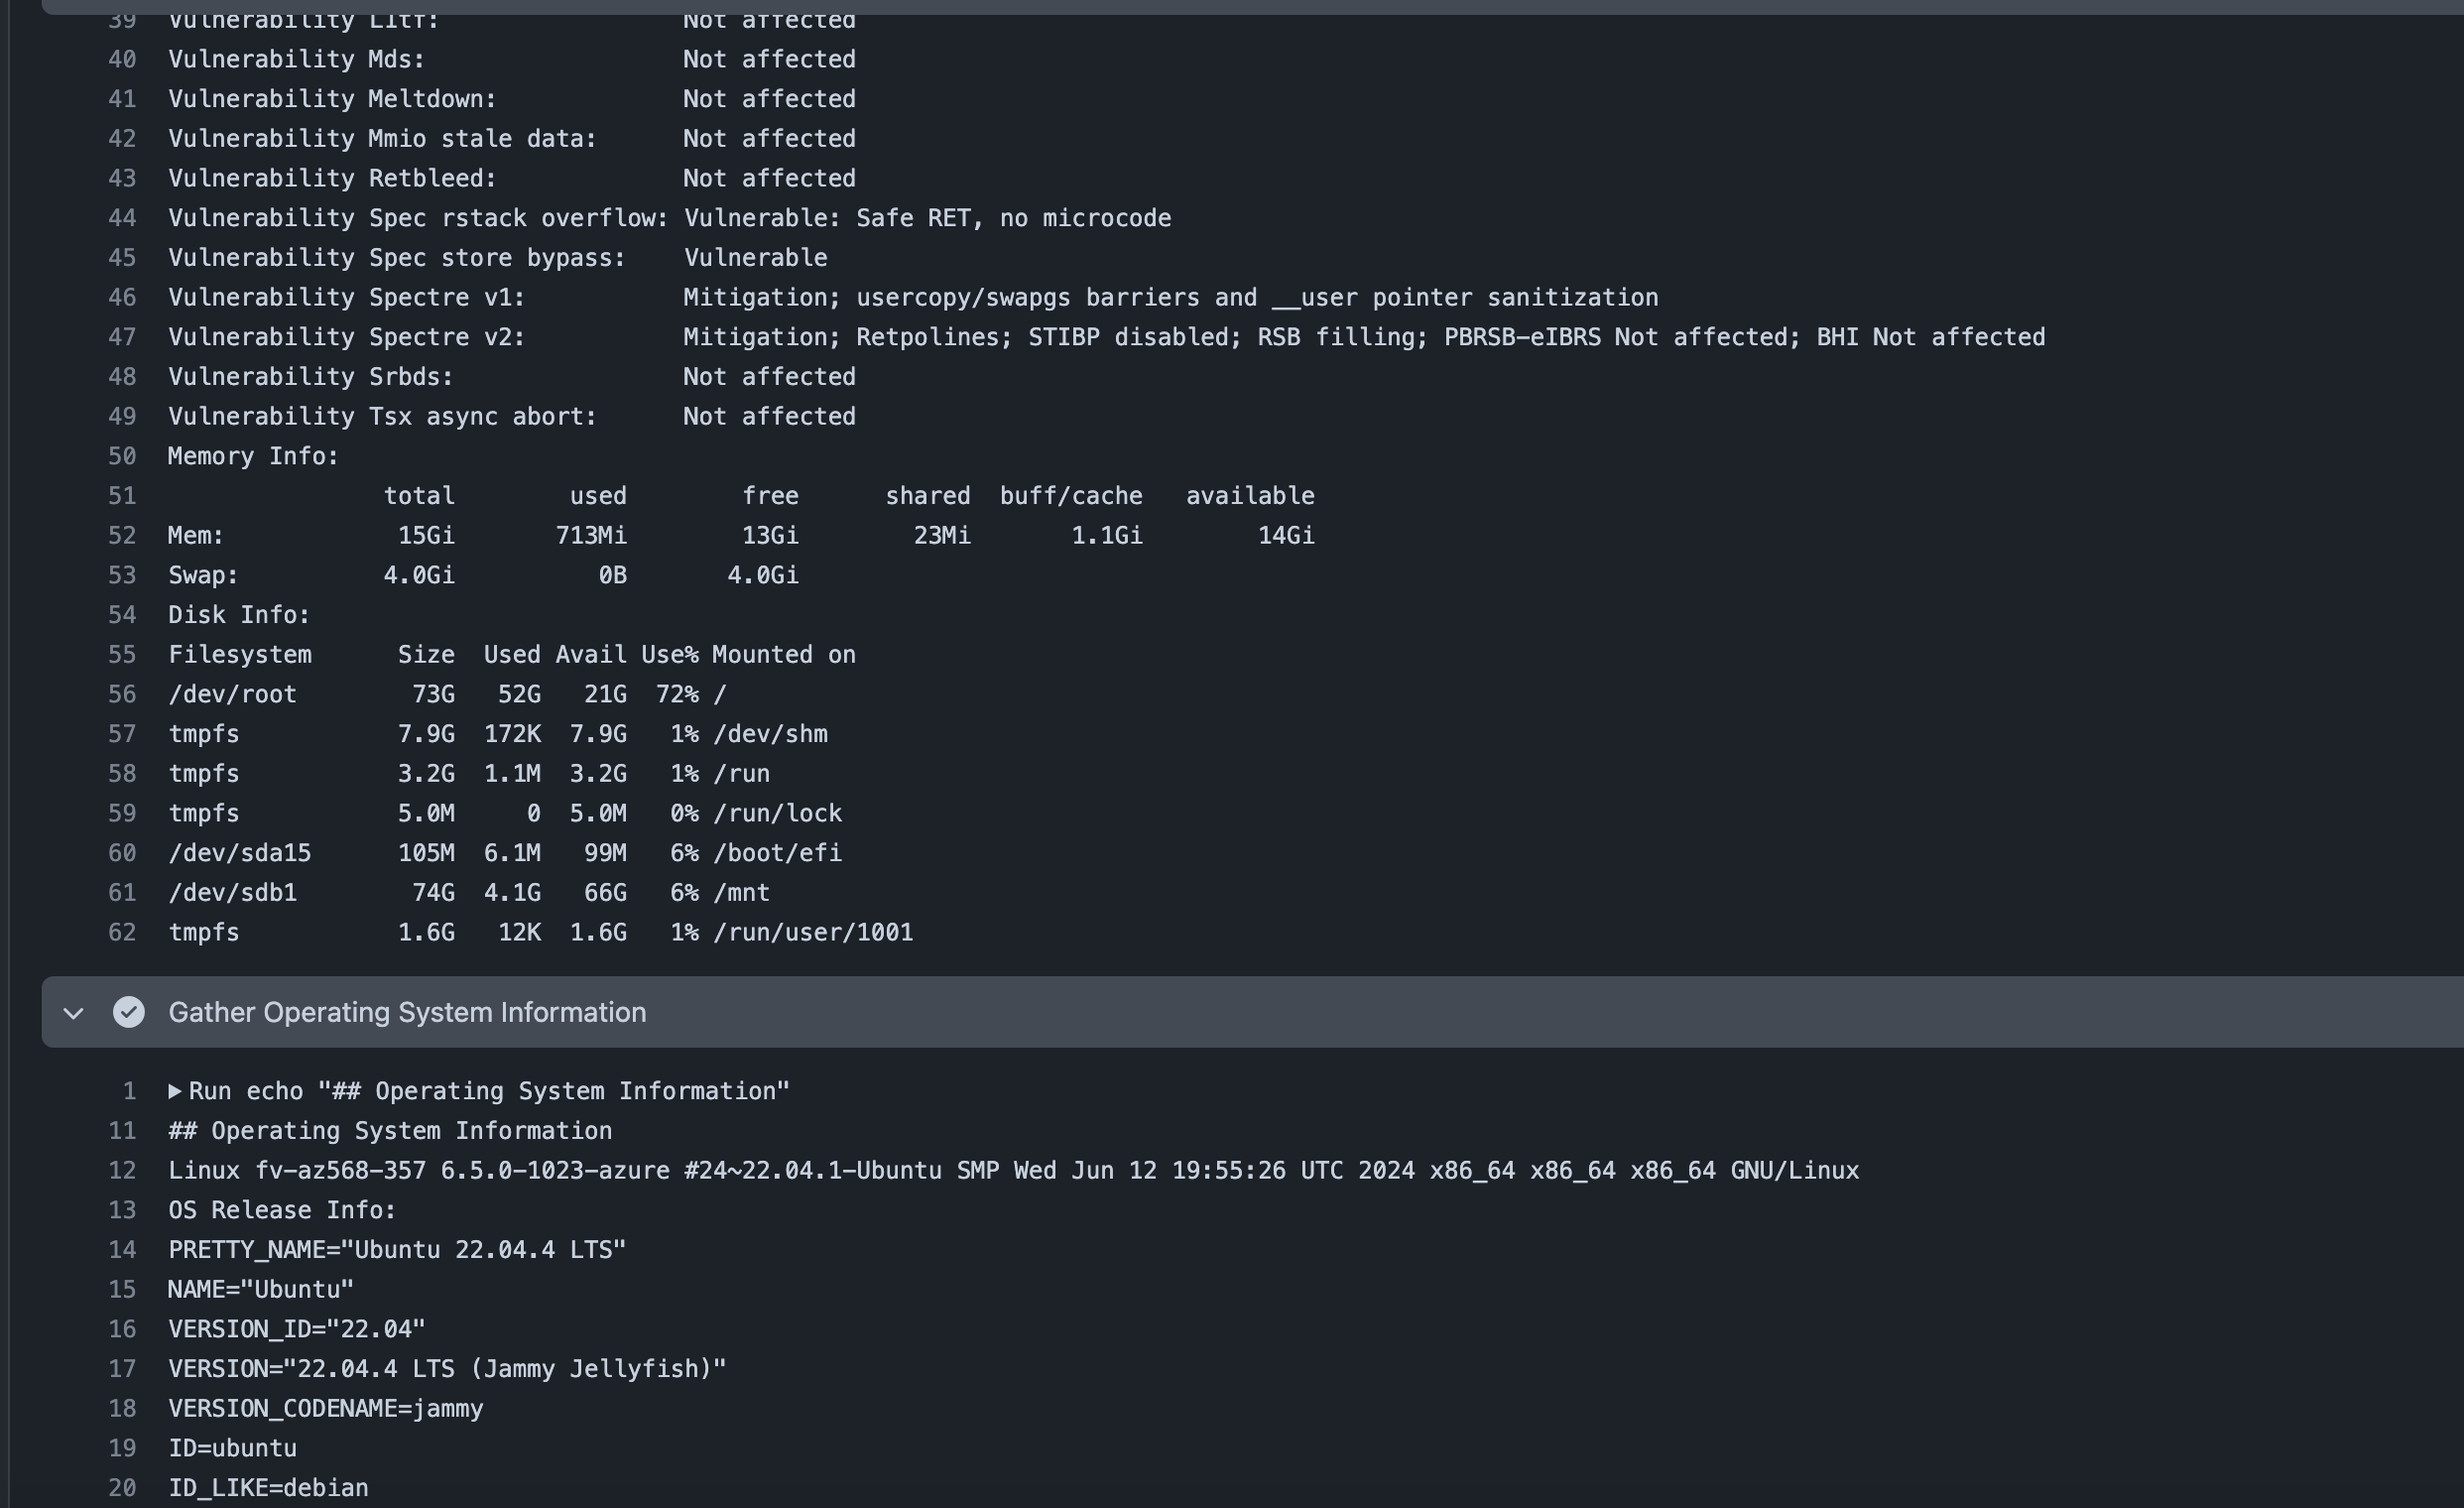 39 Vulnerability L1tf: Not affected
40 Vulnerability Mds: Not affected
41 Vulnerability Meltdown: Not affected
42 Vulnerability Mmio stale data: Not affected
43 Vulnerability Retbleed: Not affected
44 Vulnerability Spec rstack overflow: Vulnerable: Safe RET, no microcode
45 Vulnerability Spec store bypass: Vulnerable
46 Vulnerability Spectre v1: Mitigation; usercopy/swapgs barriers and __user pointer sanitization
47 Vulnerability Spectre v2: Mitigation; Retpolines; STIBP disabled; RSB filling; PBRSB-eIBRS Not affected; BHI Not affected
48 Vulnerability Srbds: Not affected
49 Vulnerability Tsx async abort: Not affected
50 Memory Info:
51 total used free shared buff/cache available
52 Mem: 15Gi 713Mi 13Gi 23Mi 1.1Gi 14Gi
53 Swap: 4.0Gi 0B 4.0Gi
54 Disk Info:
55 Filesystem Size Used Avail Use% Mounted on
56 /dev/root 73G 52G 21G 72% /
57 tmpfs 7.9G 172K 7.9G 1% /dev/shm
58 tmpfs 3.2G 1.1M 3.2G 1% /run
59 tmpfs 5.0M 0 5.0M 0% /run/lock
60 /dev/sda15 105M 6.1M 99M 6% /boot/efi
61 /dev/sdb1 74G 4.1G 66G 6% /mnt
62 tmpfs 1.6G 12K 1.6G 1% /run/user/1001
Gather Operating System Information
1 Run echo "## Operating System Information"
11 ## Operating System Information
12 Linux fv-az568-357 6.5.0-1023-azure #24~22.04.1-Ubuntu SMP Wed Jun 12 19:55:26 UTC 2024 x86_64 x86_64 x86_64 GNU/Linux
13 OS Release Info:
14 PRETTY_NAME="Ubuntu 22.04.4 LTS"
15 NAME="Ubuntu"
16 VERSION_ID="22.04"
17 VERSION="22.04.4 LTS (Jammy Jellyfish)"
18 VERSION_CODENAME=jammy
19 ID=ubuntu
20 ID_LIKE=debian